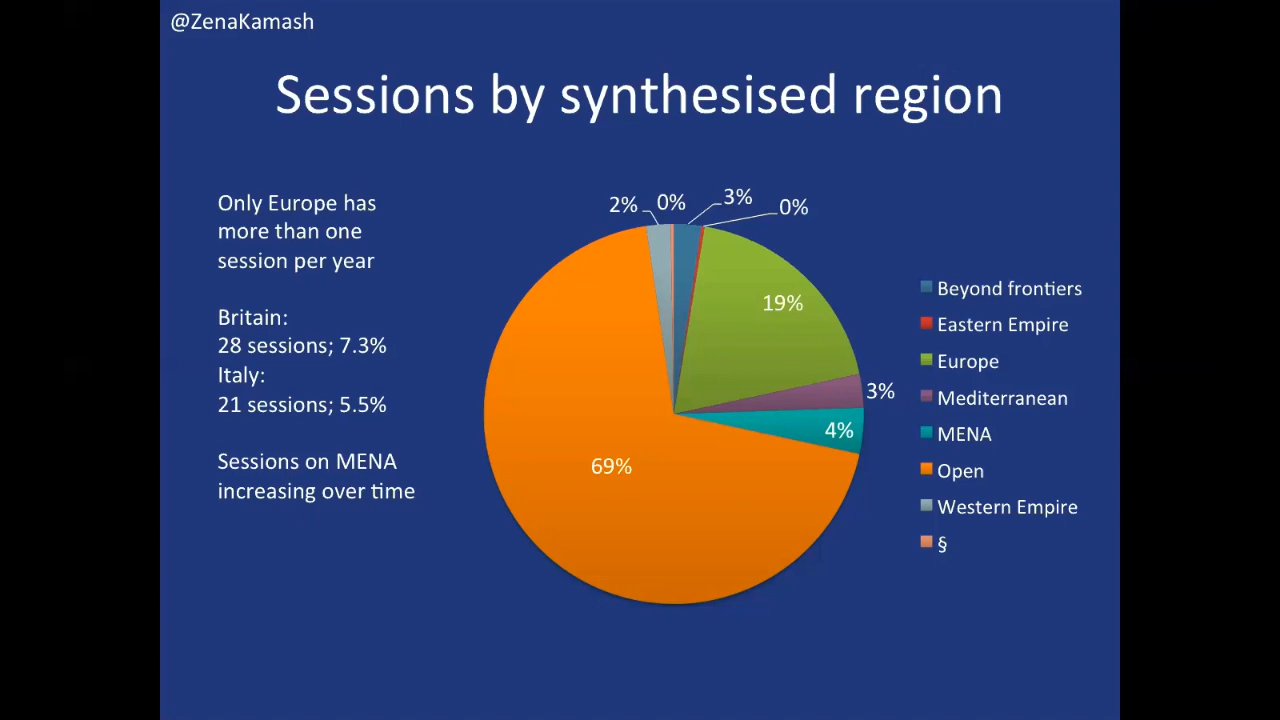 @ZenaKamash
Sessions by synthesised region
Only Europe has
more than one
session per year
Britain:
28 sessions; 7.3%
Italy:
21 sessions; 5.5%
Sessions on MENA
increasing over time
2%
0%
3%
0%
19%
3%
4%
69%
Beyond frontiers
Eastern Empire
Europe
Mediterranean
MENA
Open
Western Empire
§